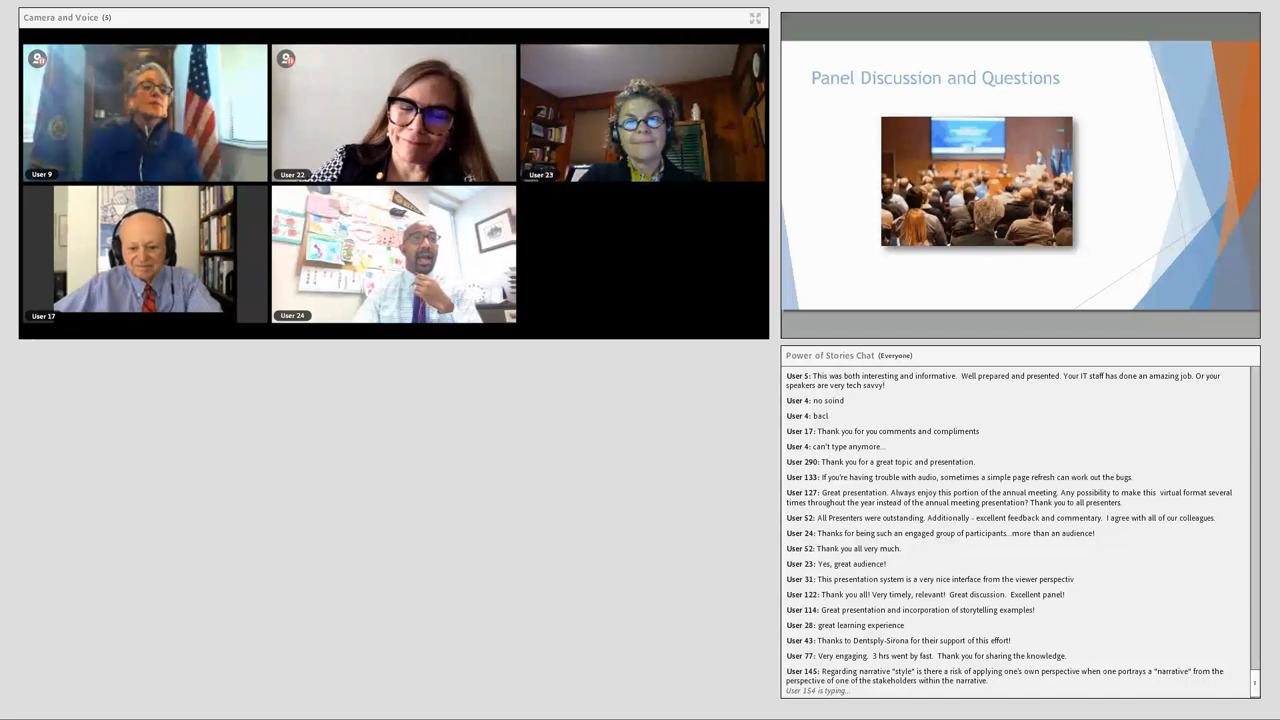 Camera and Voice (5)
User 9
User 22
User 23
User 17
User 24
Panel Discussion and Questions
Power of Stories Chat (Everyone)
User 5: This was both interesting and informative.  Well prepared and presented. Your IT staff has done an amazing job. Or your
speakers are very tech savvy!
User 4: no soind
User 4: bacl
User 17: Thank you for you comments and compliments
User 4: can't type anymore...
User 290: Thank you for a great topic and presentation.
User 133: If you're having trouble with audio, sometimes a simple page refresh can work out the bugs.
User 127: Great presentation. Always enjoy this portion of the annual meeting. Any possibility to make this  virtual format several
times throughout the year instead of the annual meeting presentation? Thank you to all presenters.
User 52: All Presenters were outstanding. Additionally - excellent feedback and commentary.  I agree with all of our colleagues.
User 24: Thanks for being such an engaged group of participants...more than an audience!
User 52: Thank you all very much.
User 23: Yes, great audience!
User 31: This presentation system is a very nice interface from the viewer perspectiv
User 122: Thank you all! Very timely, relevant!  Great discussion.  Excellent panel!
User 114: Great presentation and incorporation of storytelling examples!
User 28: great learning experience
User 43: Thanks to Dentsply-Sirona for their support of this effort!
User 77: Very engaging.  3 hrs went by fast.  Thank you for sharing the knowledge.
User 145: Regarding narrative "style" is there a risk of applying one's own perspective when one portrays a "narrative" from the
perspective of one of the stakeholders within the narrative.
User 154 is typing...